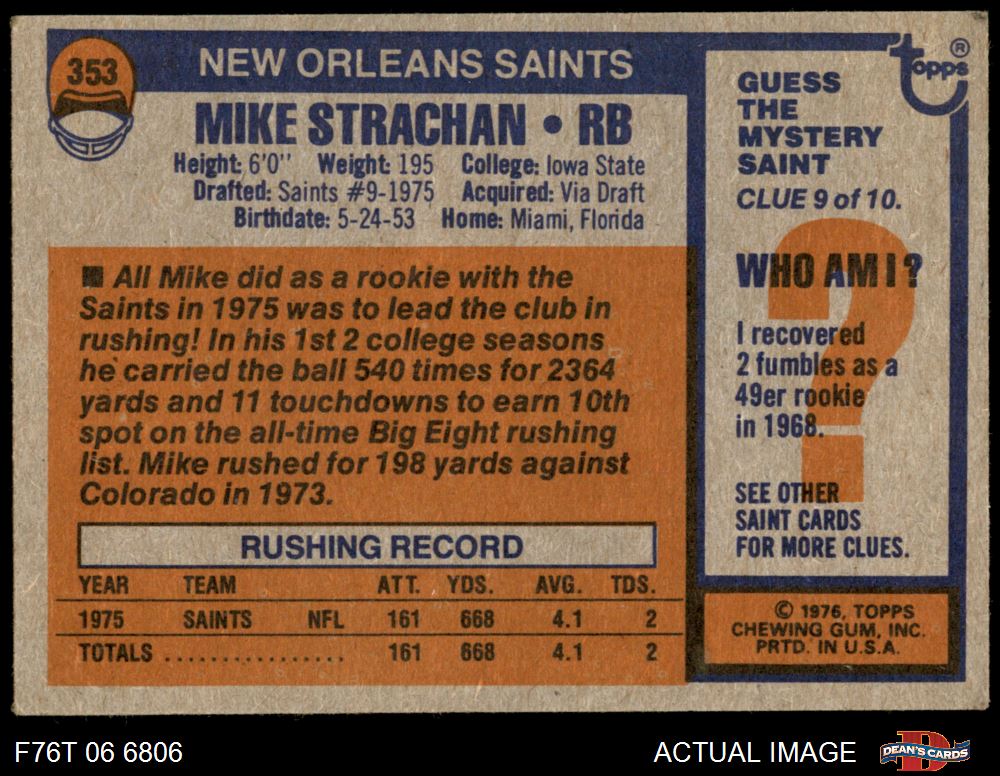 353
NEW ORLEANS SAINTS
MIKE STRACHAN • RB
Height: 6'0" Weight: 195 College: Iowa State
Drafted: Saints #9-1975 Acquired: Via Draft
Birthdate: 5-24-53 Home: Miami, Florida
■ All Mike did as a rookie with the
Saints in 1975 was to lead the club in
rushing! In his 1st 2 college seasons
he carried the ball 540 times for 2364
yards and 11 touchdowns to earn 10th
spot on the all-time Big Eight rushing
list. Mike rushed for 198 yards against
Colorado in 1973.
RUSHING RECORD
YEAR TEAM ATT. YDS. AVG. TDS.
1975 SAINTS NFL 161 668 4.1 2
TOTALS ................ 161 668 4.1 2
topps ®
GUESS
THE
MYSTERY
SAINT
CLUE 9 of 10.
?
WHO AM I?
I recovered
2 fumbles as a
49er rookie
in 1968.
SEE OTHER
SAINT CARDS
FOR MORE CLUES.
© 1976, TOPPS
CHEWING GUM, INC.
PRTD. IN U.S.A.
F76T 06 6806
ACTUAL IMAGE
D
DEAN'S CARDS